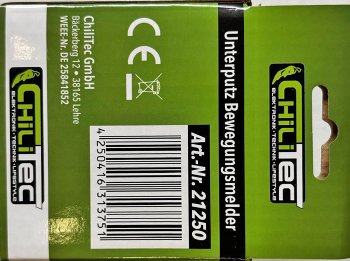 CHILITEC
ELEKTRONIK-TECHNIK-LIFESTYLE
Unterputz Bewegungsmelder
Art.-Nr. 21250
4 250416 313751
ChiliTec GmbH
Bäckerberg 12 • 38165 Lehre
WEEE-Nr. DE 25841852
CE
CHILITEC
ELEKTRONIK-TECHNIK-LIFESTYLE